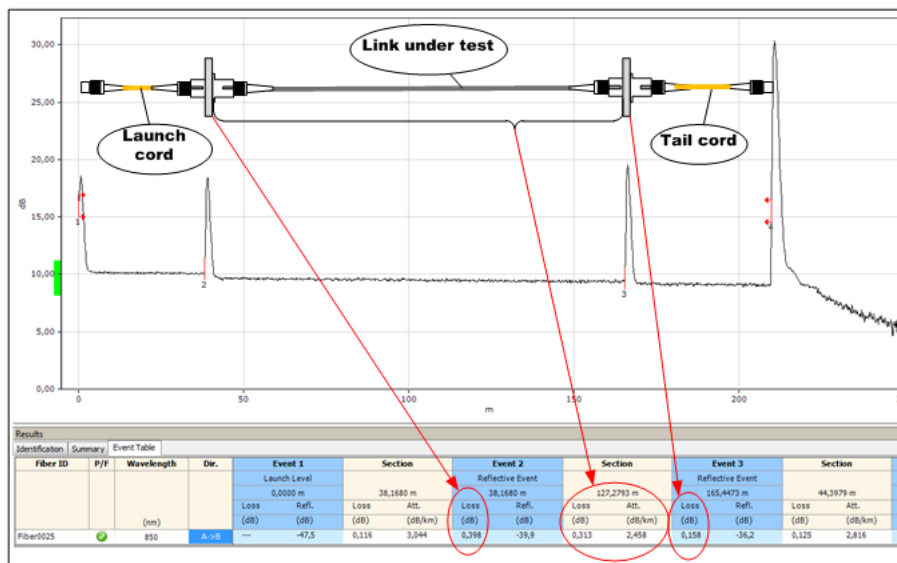 30,00
Link under test
25,00
Launch cord
Tail cord
20,00
15,00
1
dB
10,00
2
3
5,00
0,00
0
50
100
150
200
m
Results
Identification Summary Event Table
Fiber ID P/F Wavelength Dir. Event 1 Section Event 2 Section Event 3 Section
Launch Level Reflective Event Reflective Event
0,0000 m 38,1680 m 38,1680 m 127,2793 m 165,4473 m 44,3979 m
Loss Refl. Loss Att. Loss Refl. Loss Att. Loss Refl. Loss Att.
(nm) (dB) (dB) (dB) (dB/km) (dB) (dB) (dB) (dB/km) (dB) (dB) (dB) (dB/km)
Fiber0025 850 A->B --- -47,5 0,116 3,044 0,398 -39,9 0,313 2,458 0,158 -36,2 0,125 2,816